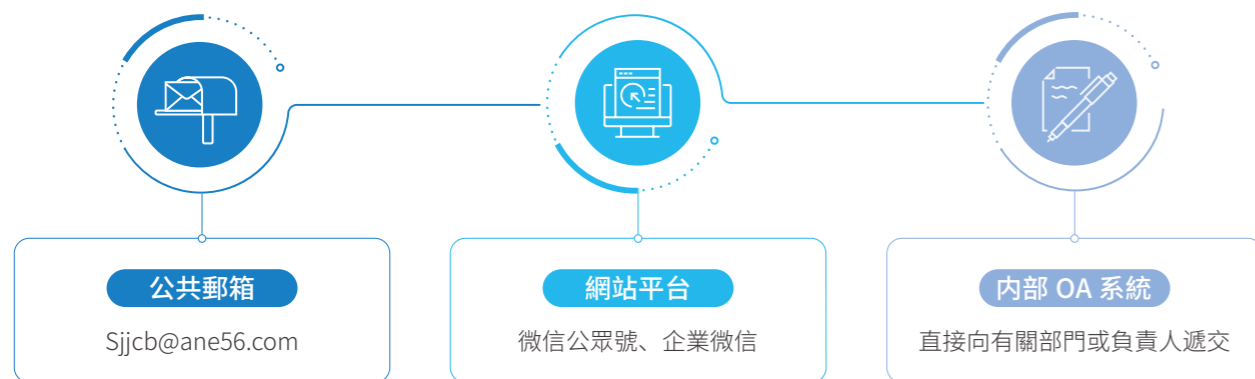 公共郵箱
Sjjcb@ane56.com
網站平台
微信公眾號、企業微信
内部 OA 系統
直接向有關部門或負責人遞交